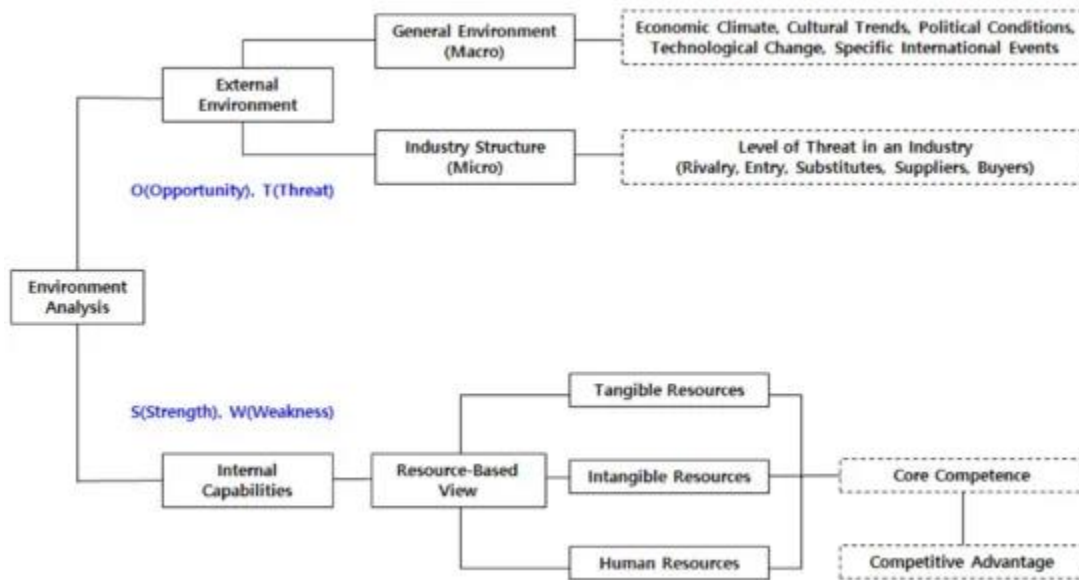 General Environment
(Macro)
Economic Climate, Cultural Trends, Political Conditions,
Technological Change, Specific International Events
External
Environment
Industry Structure
(Micro)
Level of Threat in an Industry
(Rivalry, Entry, Substitutes, Suppliers, Buyers)
O(Opportunity), T(Threat)
Environment
Analysis
S(Strength), W(Weakness)
Tangible Resources
Internal
Capabilities
Resource-Based
View
Intangible Resources
Core Competence
Human Resources
Competitive Advantage